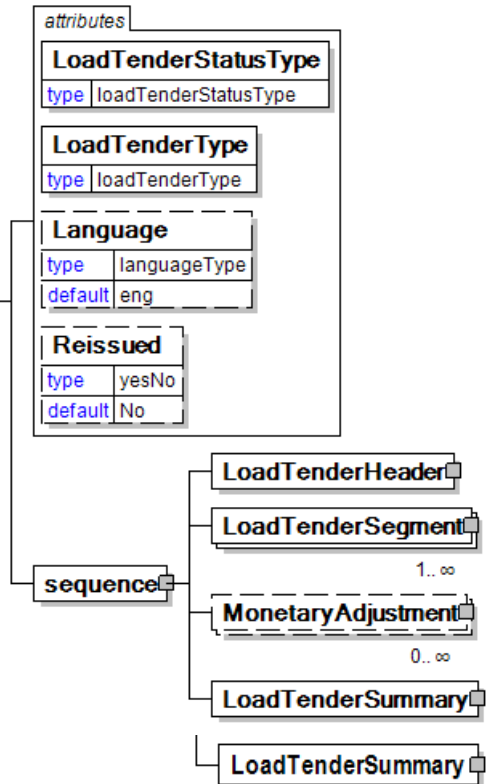 attributes
LoadTenderStatusType
type loadTenderStatusType
LoadTenderType
type loadTenderType
Language
type languageType
default eng
Reissued
type yesNo
default No
sequence
LoadTenderHeader
LoadTenderSegment
1.. ∞
MonetaryAdjustment
0.. ∞
LoadTenderSummary
LoadTenderSummary